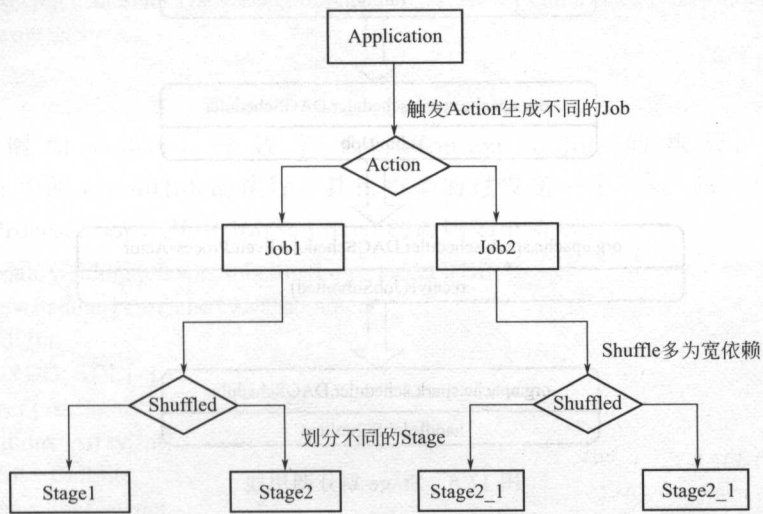 Application
触发Action生成不同的Job
Action
Job1
Job2
Shuffle多为宽依赖
Shuffled
Shuffled
划分不同的Stage
Stage1
Stage2
Stage2_1
Stage2_1